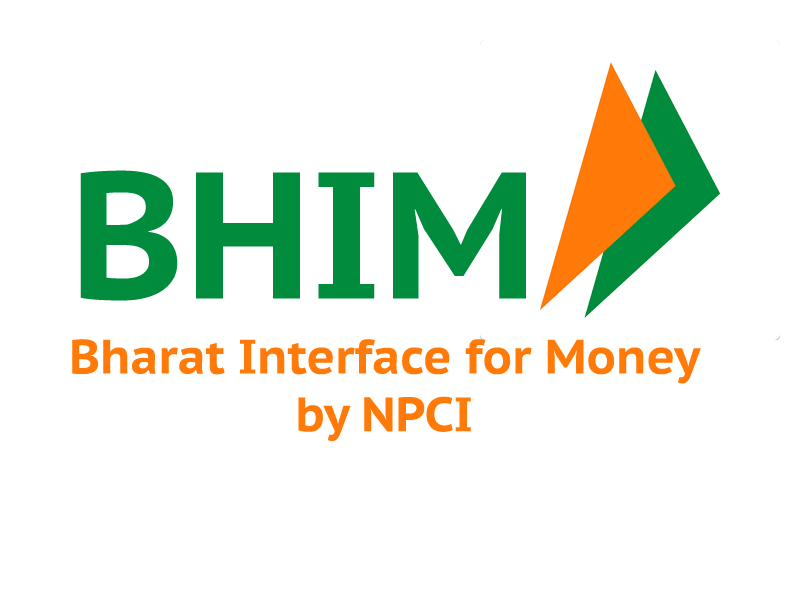 BHIM
Bharat Interface for Money
by NPCI